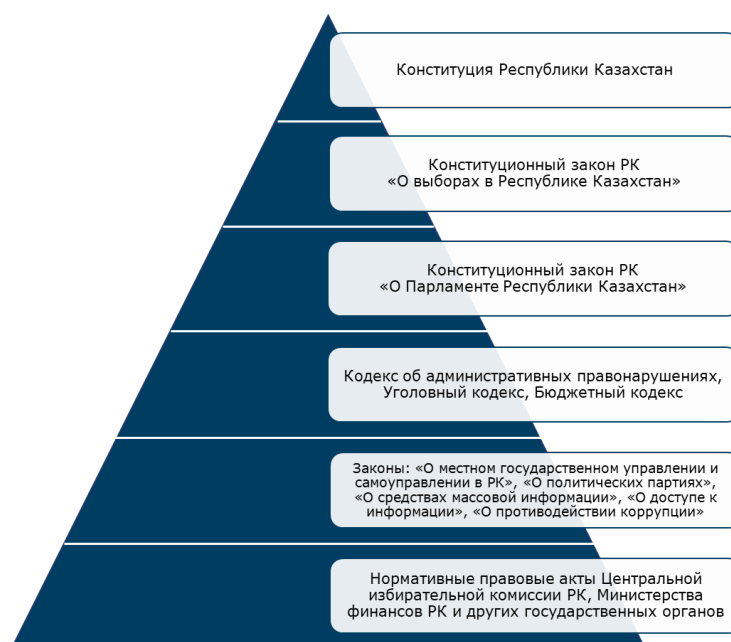 Конституция Республики Казахстан
Конституционный закон РК
«О выборах в Республике Казахстан»
Конституционный закон РК
«О Парламенте Республики Казахстан»
Кодекс об административных правонарушениях,
Уголовный кодекс, Бюджетный кодекс
Законы: «О местном государственном управлении и
самоуправлении в РК», «О политических партиях»,
«О средствах массовой информации», «О доступе к
информации», «О противодействии коррупции»
Нормативные правовые акты Центральной
избирательной комиссии РК, Министерства
финансов РК и других государственных органов